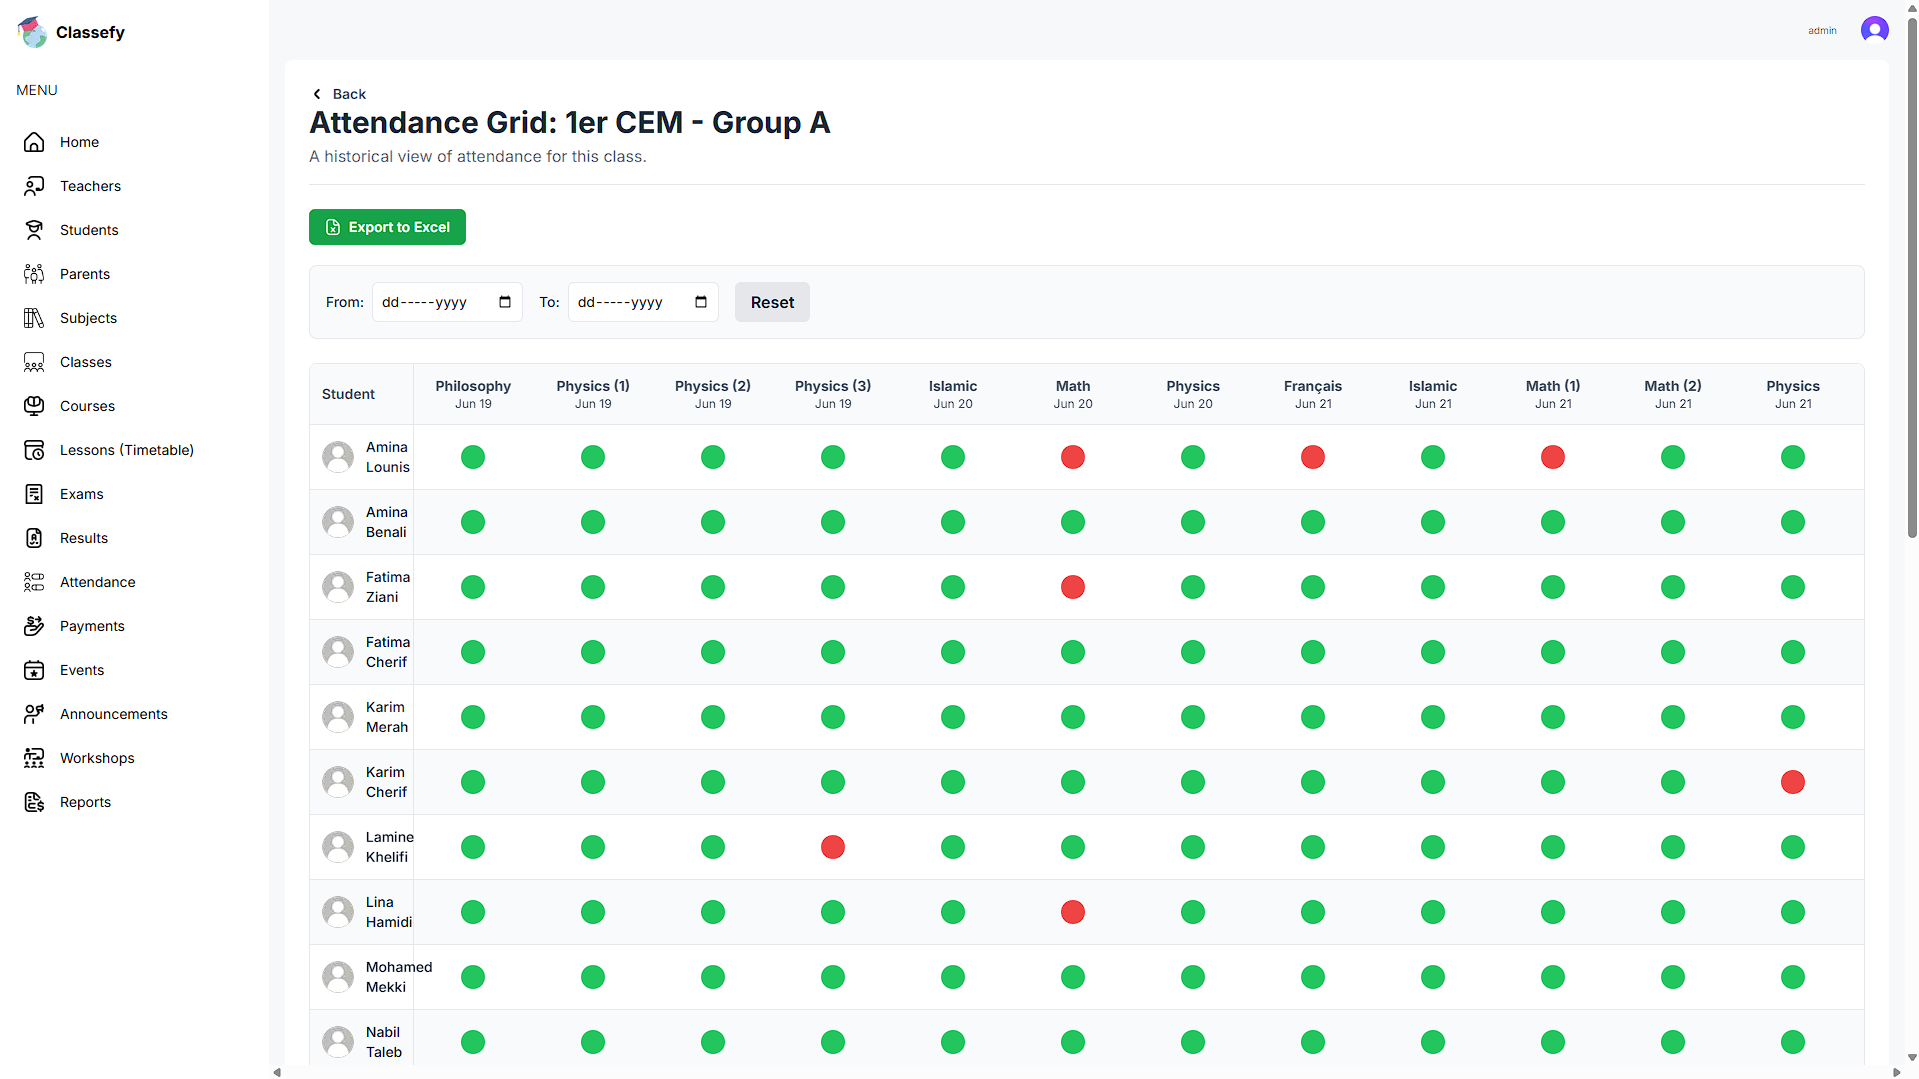 Classefy
admin
MENU
Home
Teachers
Students
Parents
Subjects
Classes
Courses
Lessons (Timetable)
Exams
Results
Attendance
Payments
Events
Announcements
Workshops
Reports
Back
Attendance Grid: 1er CEM - Group A
A historical view of attendance for this class.
Export to Excel
From: dd-----yyyy To: dd-----yyyy Reset
Student Philosophy Physics (1) Physics (2) Physics (3) Islamic Math Physics Français Islamic Math (1) Math (2) Physics
Jun 19 Jun 19 Jun 19 Jun 19 Jun 20 Jun 20 Jun 20 Jun 21 Jun 21 Jun 21 Jun 21 Jun 21
Amina
Lounis
Amina
Benali
Fatima
Ziani
Fatima
Cherif
Karim
Merah
Karim
Cherif
Lamine
Khelifi
Lina
Hamidi
Mohamed
Mekki
Nabil
Taleb